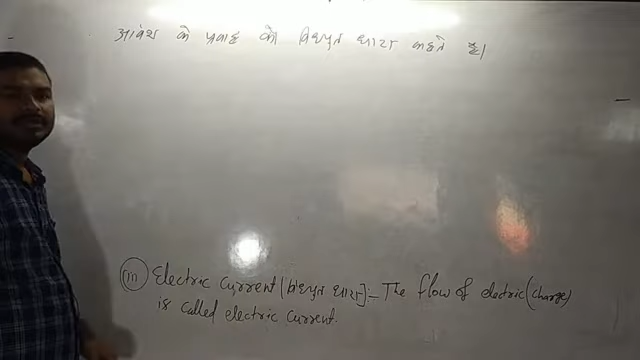 आवेश के प्रवाह को विद्युत धारा कहते है।
(m) Electric Current [विद्युत धारा]:- The flow of electric (charge)
is called electric current.